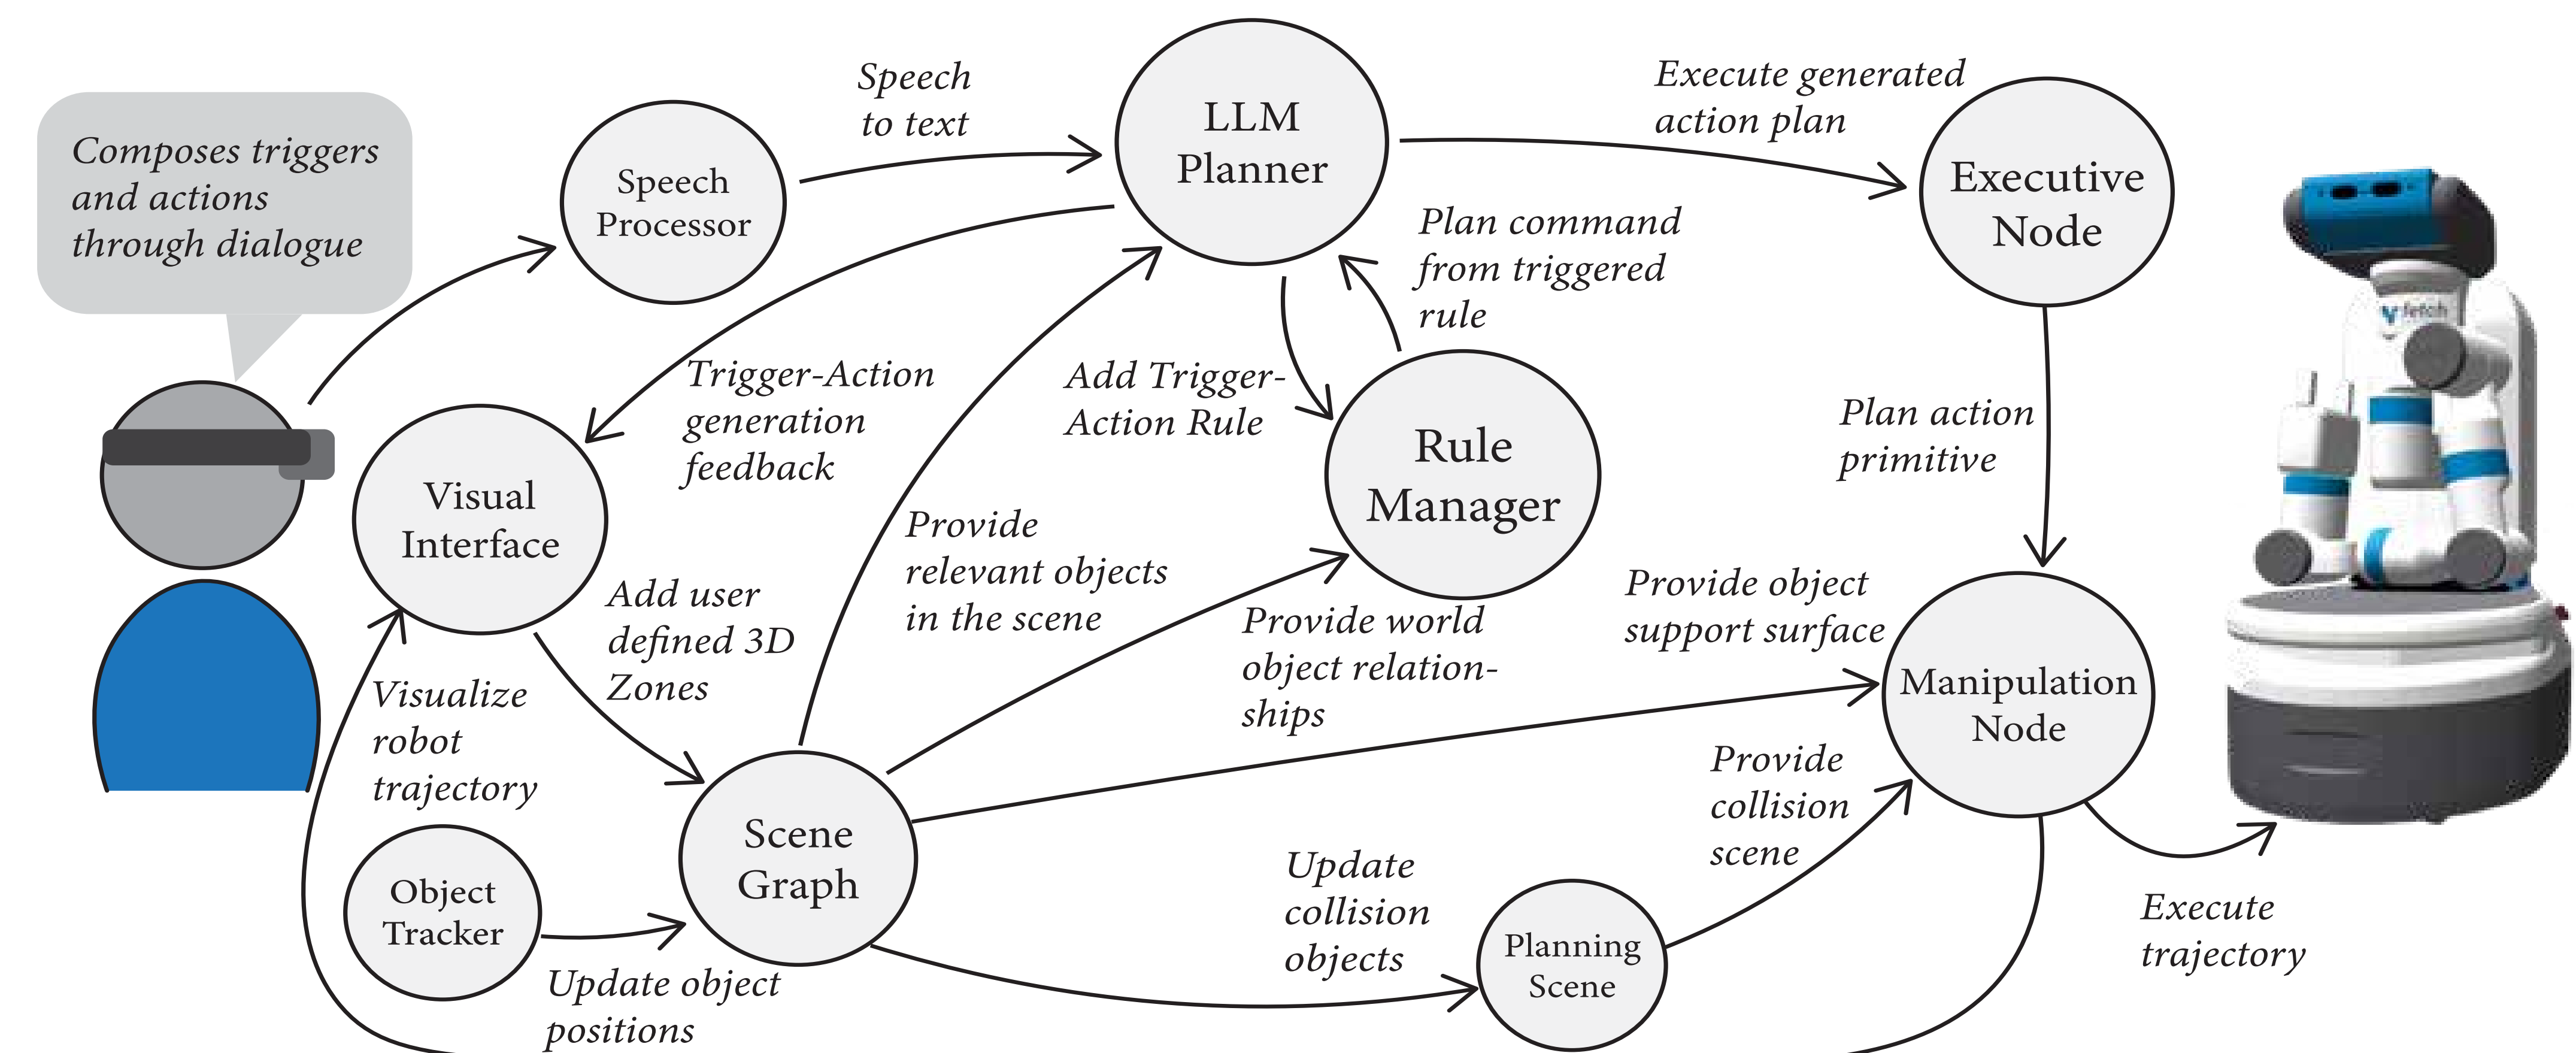 Composes triggers
and actions
through dialogue
Speech
Processor
Speech
to text
LLM
Planner
Execute generated
action plan
Executive
Node
Plan command
from triggered
rule
Trigger-Action
generation
feedback
Add Trigger-
Action Rule
Rule
Manager
Plan action
primitive
Visual
Interface
Provide
relevant objects
in the scene
Add user
defined 3D
Zones
Provide world
object relation-
ships
Provide object
support surface
Manipulation
Node
Visualize
robot
trajectory
Scene
Graph
Object
Tracker
Update object
positions
Update
collision
objects
Provide
collision
scene
Planning
Scene
Execute
trajectory
fetch